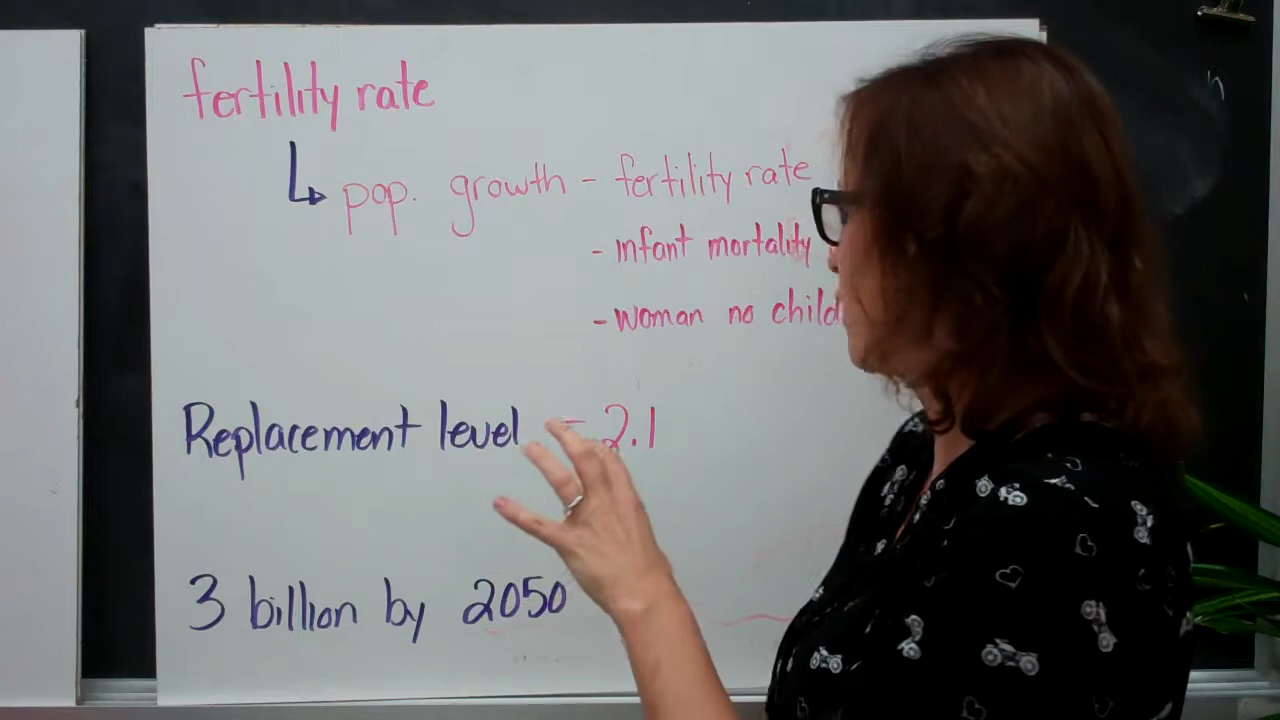 fertility rate
↳ pop. growth - fertility rate
- infant mortality
- woman no child
Replacement level = 2.1
3 billion by 2050